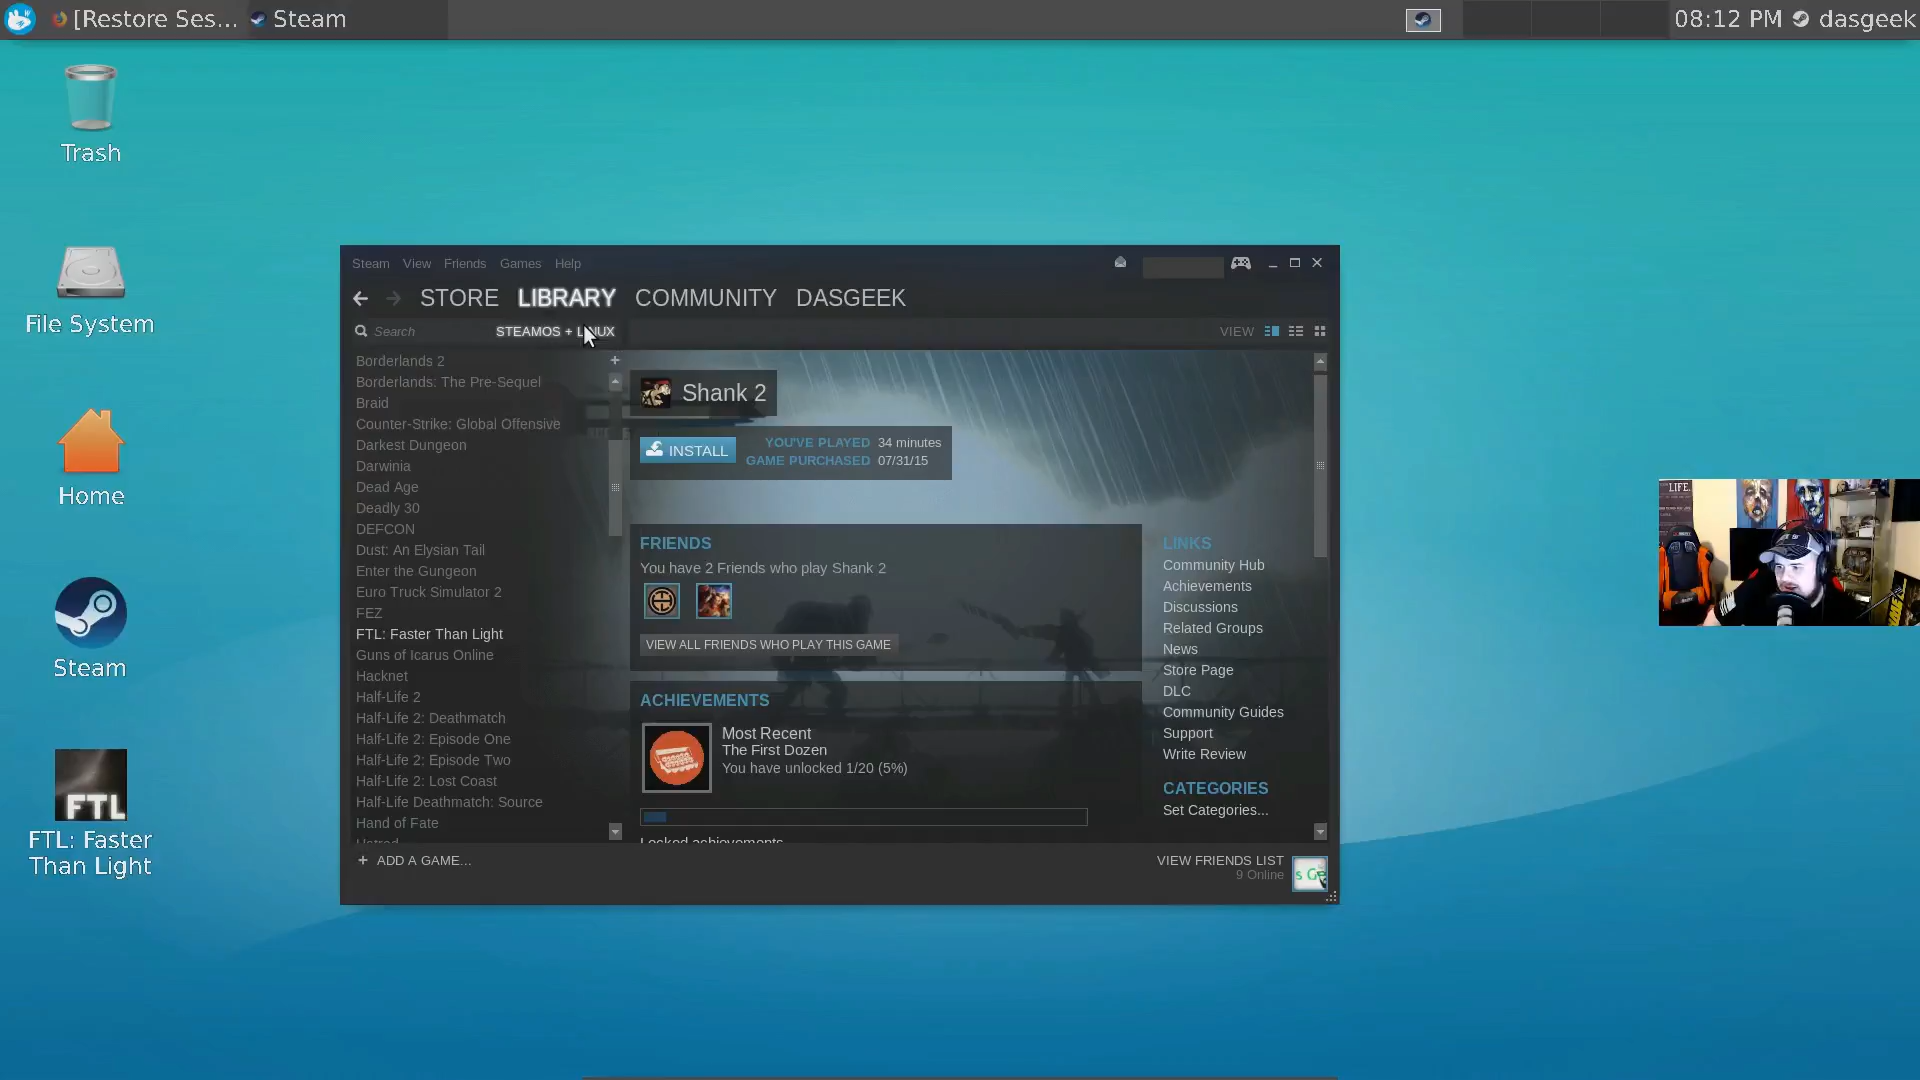 [Restore Ses...
Steam
08:12 PM
dasgeek
Trash
File System
Home
Steam
FTL
FTL: Faster
Than Light
Steam View Friends Games Help
STORE LIBRARY COMMUNITY DASGEEK
Search
STEAMOS + LINUX
VIEW
Borderlands 2
Borderlands: The Pre-Sequel
Braid
Counter-Strike: Global Offensive
Darkest Dungeon
Darwinia
Dead Age
Deadly 30
DEFCON
Dust: An Elysian Tail
Enter the Gungeon
Euro Truck Simulator 2
FEZ
FTL: Faster Than Light
Guns of Icarus Online
Hacknet
Half-Life 2
Half-Life 2: Deathmatch
Half-Life 2: Episode One
Half-Life 2: Episode Two
Half-Life 2: Lost Coast
Half-Life Deathmatch: Source
Hand of Fate
Hatred
+ ADD A GAME...
Shank 2
INSTALL
YOU'VE PLAYED 34 minutes
GAME PURCHASED 07/31/15
FRIENDS
You have 2 Friends who play Shank 2
VIEW ALL FRIENDS WHO PLAY THIS GAME
ACHIEVEMENTS
Most Recent
The First Dozen
You have unlocked 1/20 (5%)
Locked achievements
LINKS
Community Hub
Achievements
Discussions
Related Groups
News
Store Page
DLC
Community Guides
Support
Write Review
CATEGORIES
Set Categories...
VIEW FRIENDS LIST
9 Online
s Ge
LIFE.